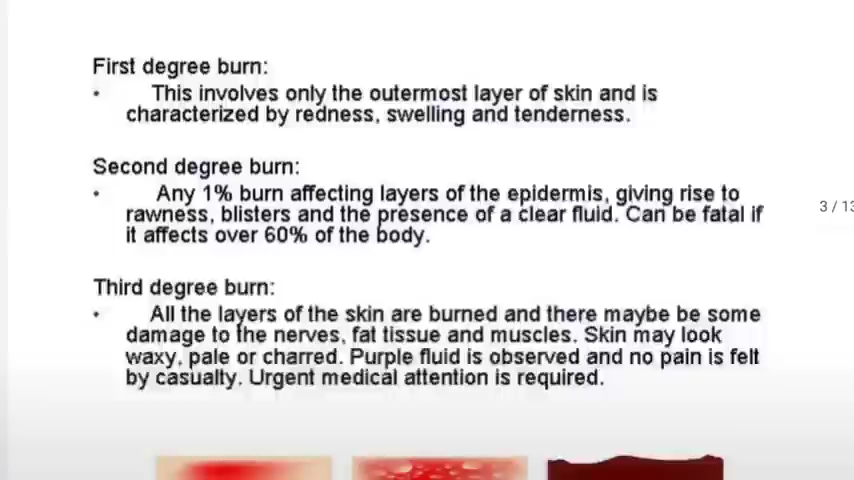 First degree burn:
• This involves only the outermost layer of skin and is
characterized by redness, swelling and tenderness.
Second degree burn:
• Any 1% burn affecting layers of the epidermis, giving rise to
rawness, blisters and the presence of a clear fluid. Can be fatal if
it affects over 60% of the body.
3 / 13
Third degree burn:
• All the layers of the skin are burned and there maybe be some
damage to the nerves, fat tissue and muscles. Skin may look
waxy, pale or charred. Purple fluid is observed and no pain is felt
by casualty. Urgent medical attention is required.